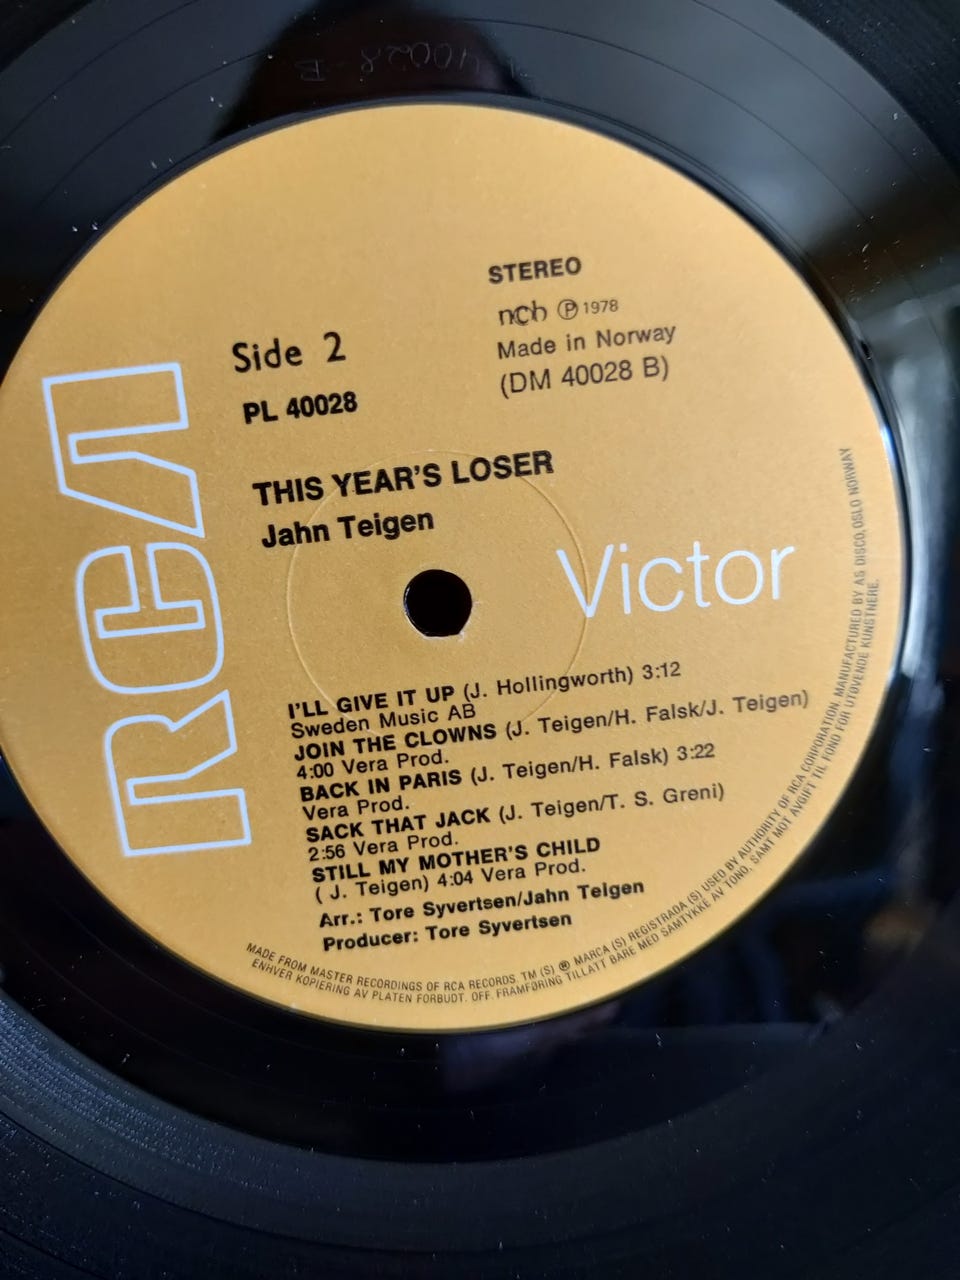 PL 40028-B
STEREO
ncb Ⓟ 1978
Made in Norway
(DM 40028 B)
Side 2
PL 40028
THIS YEAR'S LOSER
Jahn Teigen
RCA
Victor
I'LL GIVE IT UP (J. Hollingworth) 3:12
Sweden Music AB
JOIN THE CLOWNS (J. Teigen/H. Falsk/J. Teigen)
4:00 Vera Prod.
BACK IN PARIS (J. Teigen/H. Falsk) 3:22
Vera Prod.
SACK THAT JACK (J. Teigen/T. S. Greni)
2:56 Vera Prod.
STILL MY MOTHER'S CHILD
( J. Teigen) 4:04 Vera Prod.
Arr.: Tore Syvertsen/Jahn Teigen
Producer: Tore Syvertsen
MADE FROM MASTER RECORDINGS OF RCA RECORDS. TM (S) ® MARCA (S) REGISTRADA (S) USED BY AUTHORITY OF RCA CORPORATION. MANUFACTURED BY AS DISCO, OSLO NORWAY
ENHVER KOPIERING AV PLATEN FORBUDT. OFF. FRAMFØRING TILLATT BARE MED SAMTYKKE AV TONO, SAMT MOT AVGIFT TIL FOND FOR UTØVENDE KUNSTNERE.